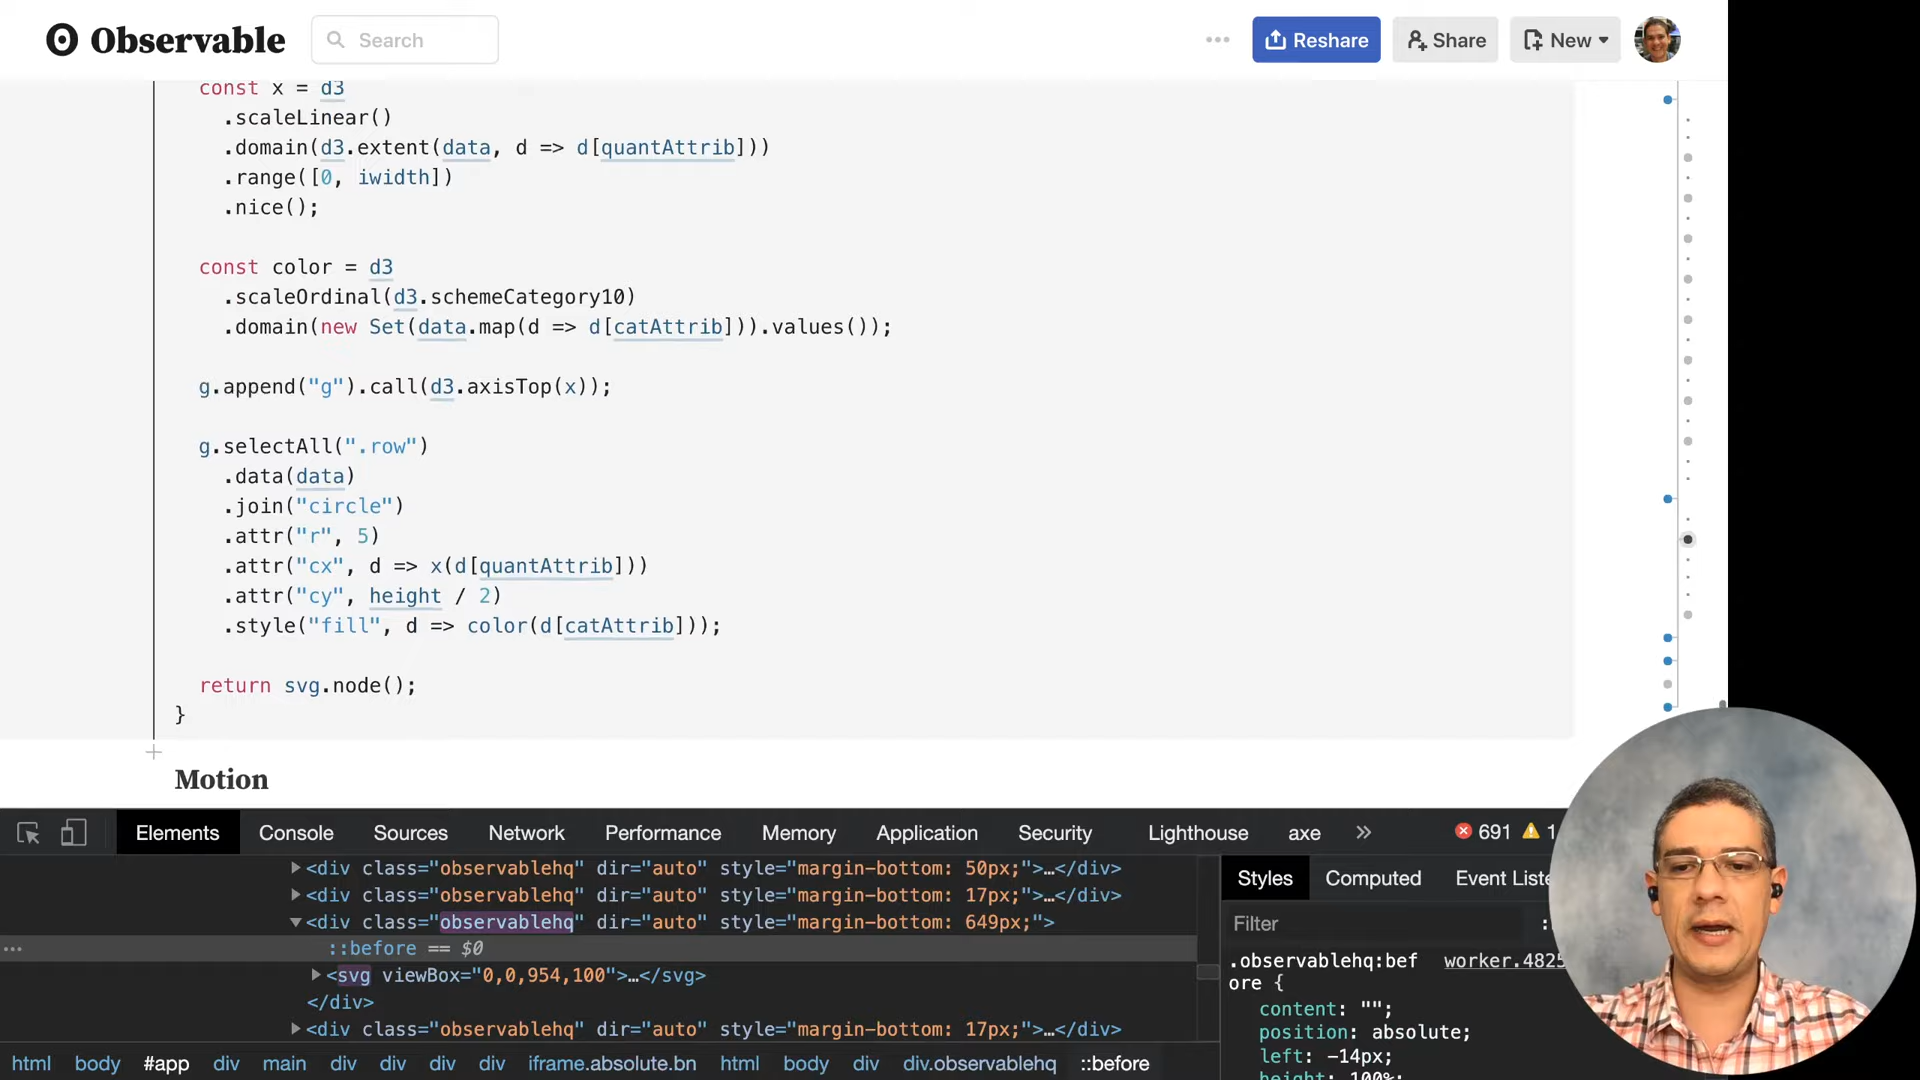 Observable
Search
Reshare
Share
New
const x = d3
.scaleLinear()
.domain(d3.extent(data, d => d[quantAttrib]))
.range([0, iwidth])
.nice();
const color = d3
.scaleOrdinal(d3.schemeCategory10)
.domain(new Set(data.map(d => d[catAttrib])).values());
g.append("g").call(d3.axisTop(x));
g.selectAll(".row")
.data(data)
.join("circle")
.attr("r", 5)
.attr("cx", d => x(d[quantAttrib]))
.attr("cy", height / 2)
.style("fill", d => color(d[catAttrib]));
return svg.node();
}
Motion
Elements Console Sources Network Performance Memory Application Security Lighthouse axe 691 1
<div class="observablehq" dir="auto" style="margin-bottom: 50px;">…</div>
<div class="observablehq" dir="auto" style="margin-bottom: 17px;">…</div>
<div class="observablehq" dir="auto" style="margin-bottom: 649px;">
::before == $0
<svg viewBox="0,0,954,100">…</svg>
</div>
<div class="observablehq" dir="auto" style="margin-bottom: 17px;">…</div>
html body #app div main div div div iframe.absolute.bn html body div div.observablehq ::before
Styles Computed Event Liste
Filter
.observablehq:bef worker.4825
ore {
content: "";
position: absolute;
left: -14px;
height: 100%;